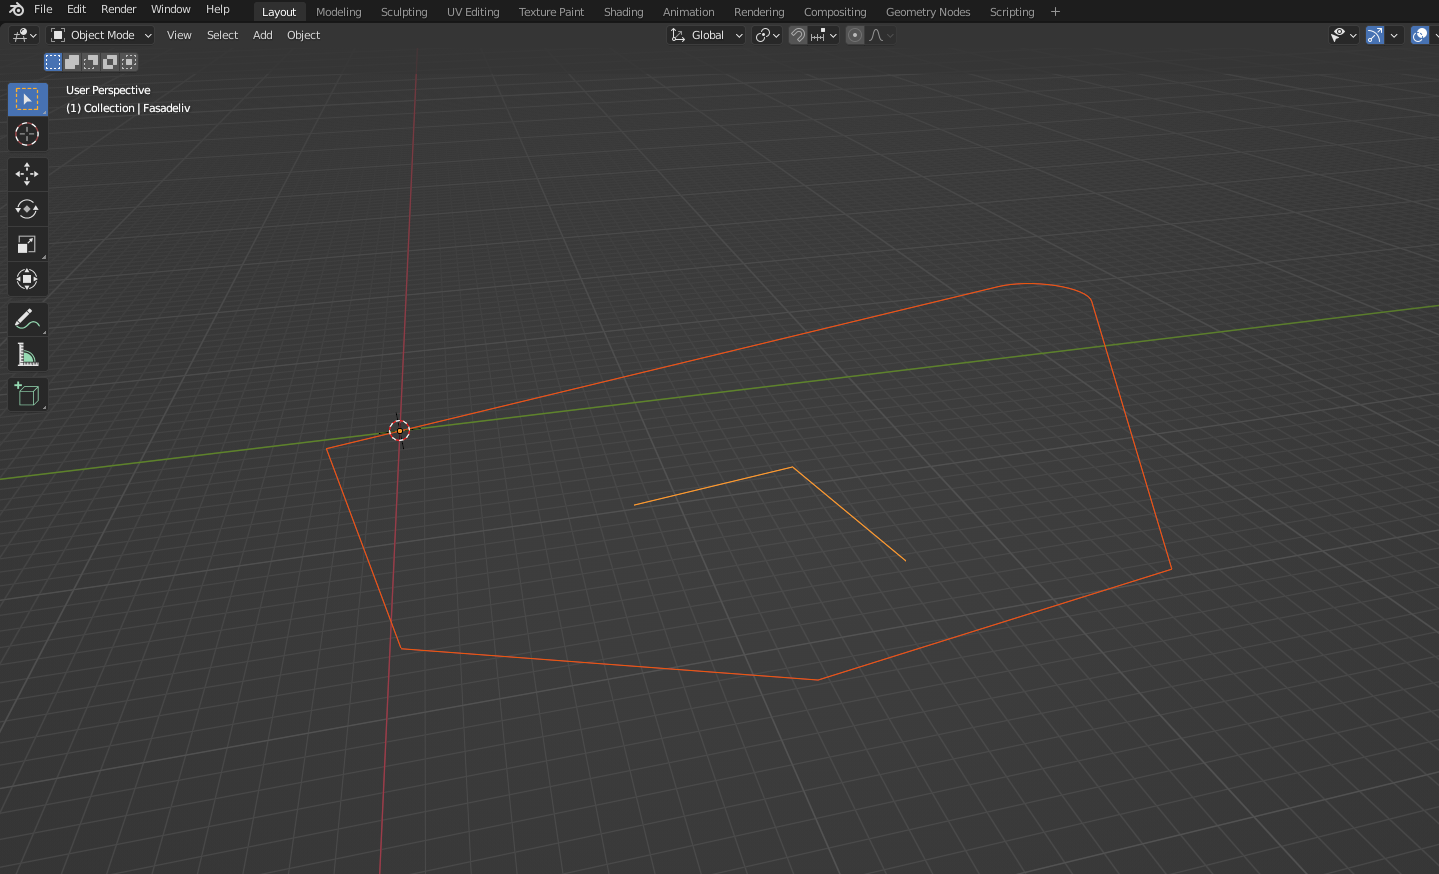 File Edit Render Window Help Layout Modeling Sculpting UV Editing Texture Paint Shading Animation Rendering Compositing Geometry Nodes Scripting +
Object Mode View Select Add Object Global
User Perspective
(1) Collection | Fasadeliv